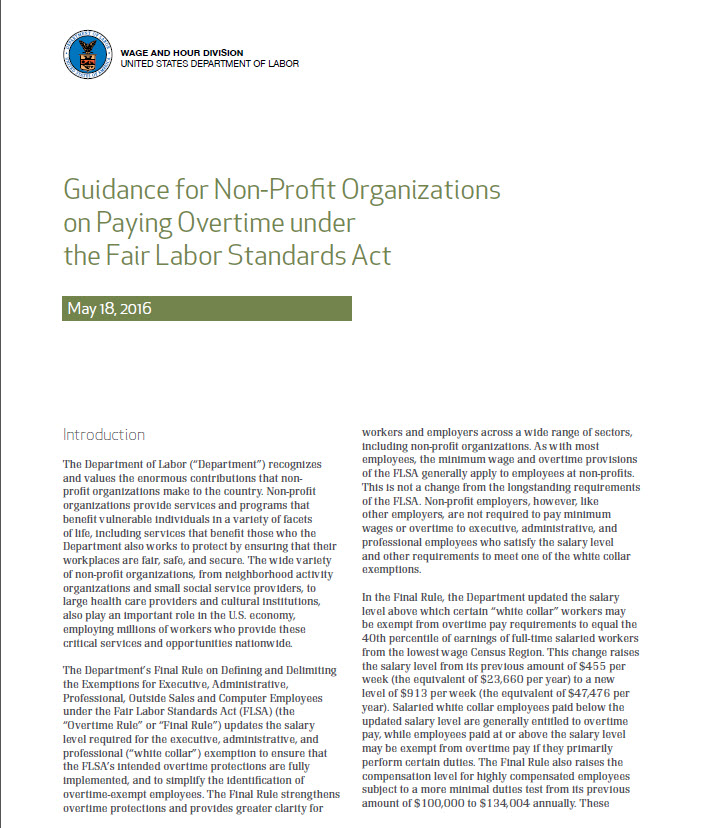 WAGE AND HOUR DIVISION
UNITED STATES DEPARTMENT OF LABOR
Guidance for Non-Profit Organizations
on Paying Overtime under
the Fair Labor Standards Act
May 18, 2016
Introduction
The Department of Labor (“Department”) recognizes
and values the enormous contributions that non-
profit organizations make to the country. Non-profit
organizations provide services and programs that
benefit vulnerable individuals in a variety of facets
of life, including services that benefit those who the
Department also works to protect by ensuring that their
workplaces are fair, safe, and secure. The wide variety
of non-profit organizations, from neighborhood activity
organizations and small social service providers, to
large health care providers and cultural institutions,
also play an important role in the U.S. economy,
employing millions of workers who provide these
critical services and opportunities nationwide.
The Department’s Final Rule on Defining and Delimiting
the Exemptions for Executive, Administrative,
Professional, Outside Sales and Computer Employees
under the Fair Labor Standards Act (FLSA) (the
“Overtime Rule” or “Final Rule”) updates the salary
level required for the executive, administrative, and
professional (“white collar”) exemption to ensure that
the FLSA’s intended overtime protections are fully
implemented, and to simplify the identification of
overtime-exempt employees. The Final Rule strengthens
overtime protections and provides greater clarity for
workers and employers across a wide range of sectors,
including non-profit organizations. As with most
employees, the minimum wage and overtime provisions
of the FLSA generally apply to employees at non-profits.
This is not a change from the longstanding requirements
of the FLSA. Non-profit employers, however, like
other employers, are not required to pay minimum
wages or overtime to executive, administrative, and
professional employees who satisfy the salary level
and other requirements to meet one of the white collar
exemptions.
In the Final Rule, the Department updated the salary
level above which certain “white collar” workers may
be exempt from overtime pay requirements to equal the
40th percentile of earnings of full-time salaried workers
from the lowest wage Census Region. This change raises
the salary level from its previous amount of $455 per
week (the equivalent of $23,660 per year) to a new
level of $913 per week (the equivalent of $47,476 per
year). Salaried white collar employees paid below the
updated salary level are generally entitled to overtime
pay, while employees paid at or above the salary level
may be exempt from overtime pay if they primarily
perform certain duties. The Final Rule also raises the
compensation level for highly compensated employees
subject to a more minimal duties test from its previous
amount of $100,000 to $134,004 annually. These